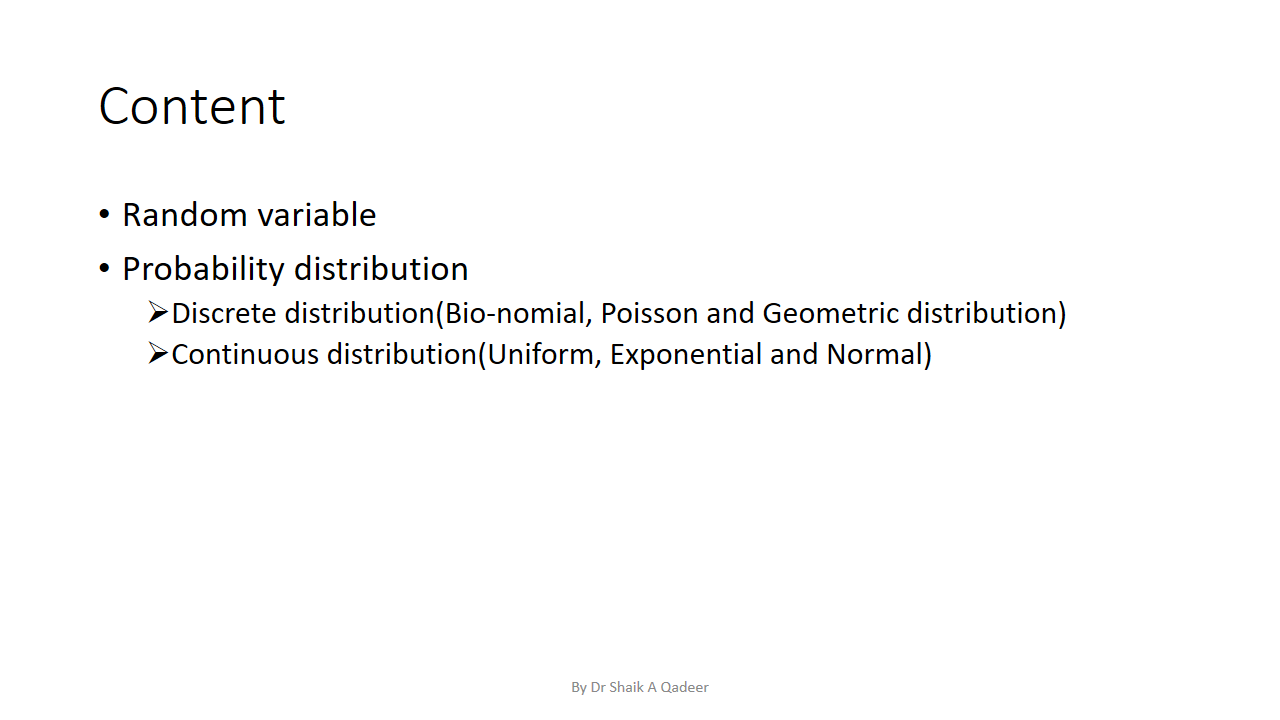 Content
• Random variable
• Probability distribution
➢Discrete distribution(Bio-nomial, Poisson and Geometric distribution)
➢Continuous distribution(Uniform, Exponential and Normal)
By Dr Shaik A Qadeer